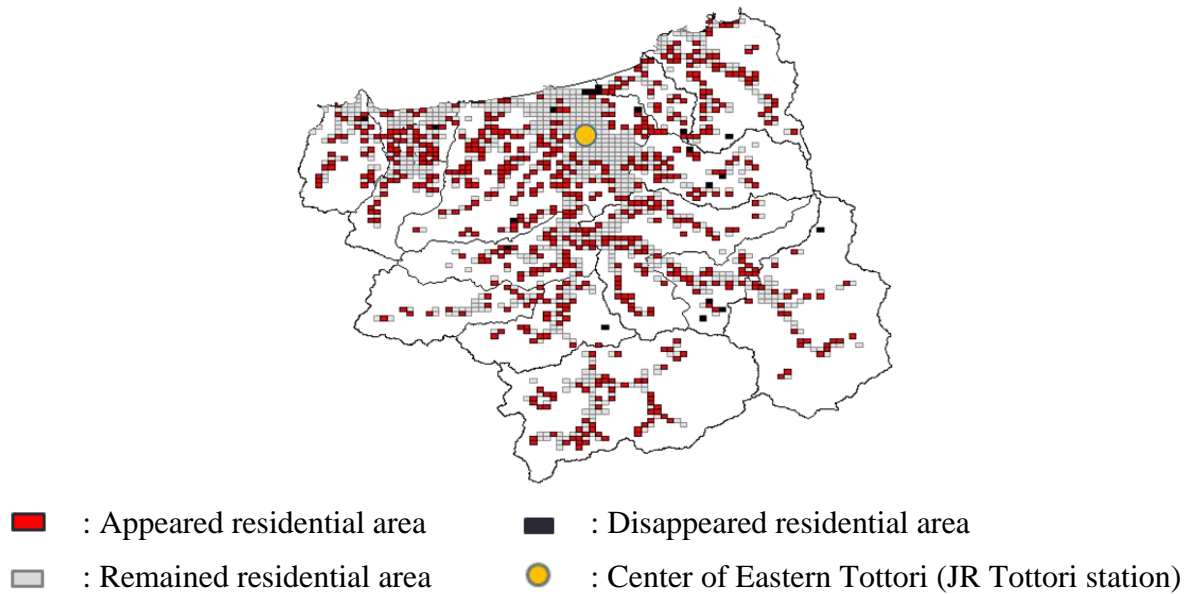 : Appeared residential area
: Disappeared residential area
: Remained residential area
: Center of Eastern Tottori (JR Tottori station)